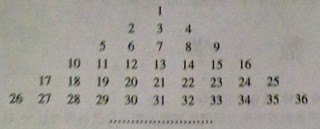 1
2 3 4
5 6 7 8 9
10 11 12 13 14 15 16
17 18 19 20 21 22 23 24 25
26 27 28 29 30 31 32 33 34 35 36
........................